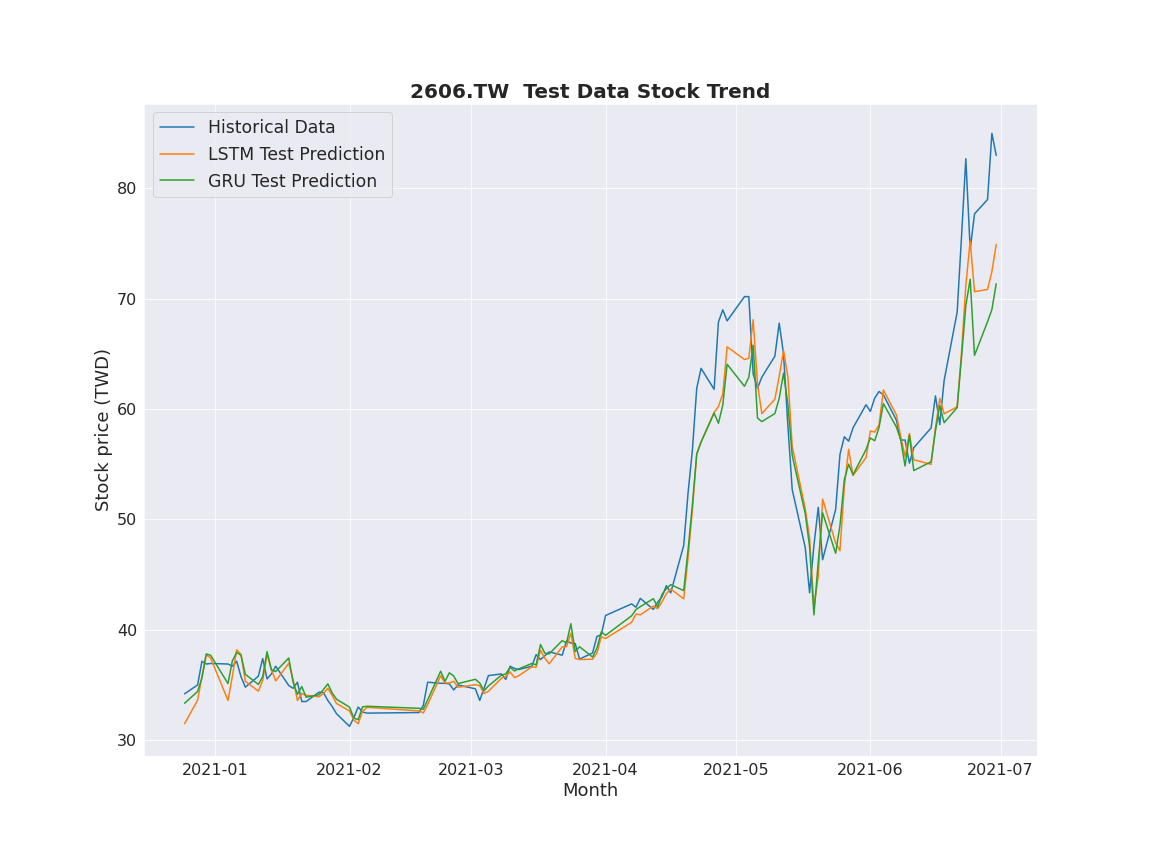 2606.TW  Test Data Stock Trend
Historical Data
LSTM Test Prediction
GRU Test Prediction
80
70
60
50
40
30
Stock price (TWD)
2021-01 2021-02 2021-03 2021-04 2021-05 2021-06 2021-07
Month